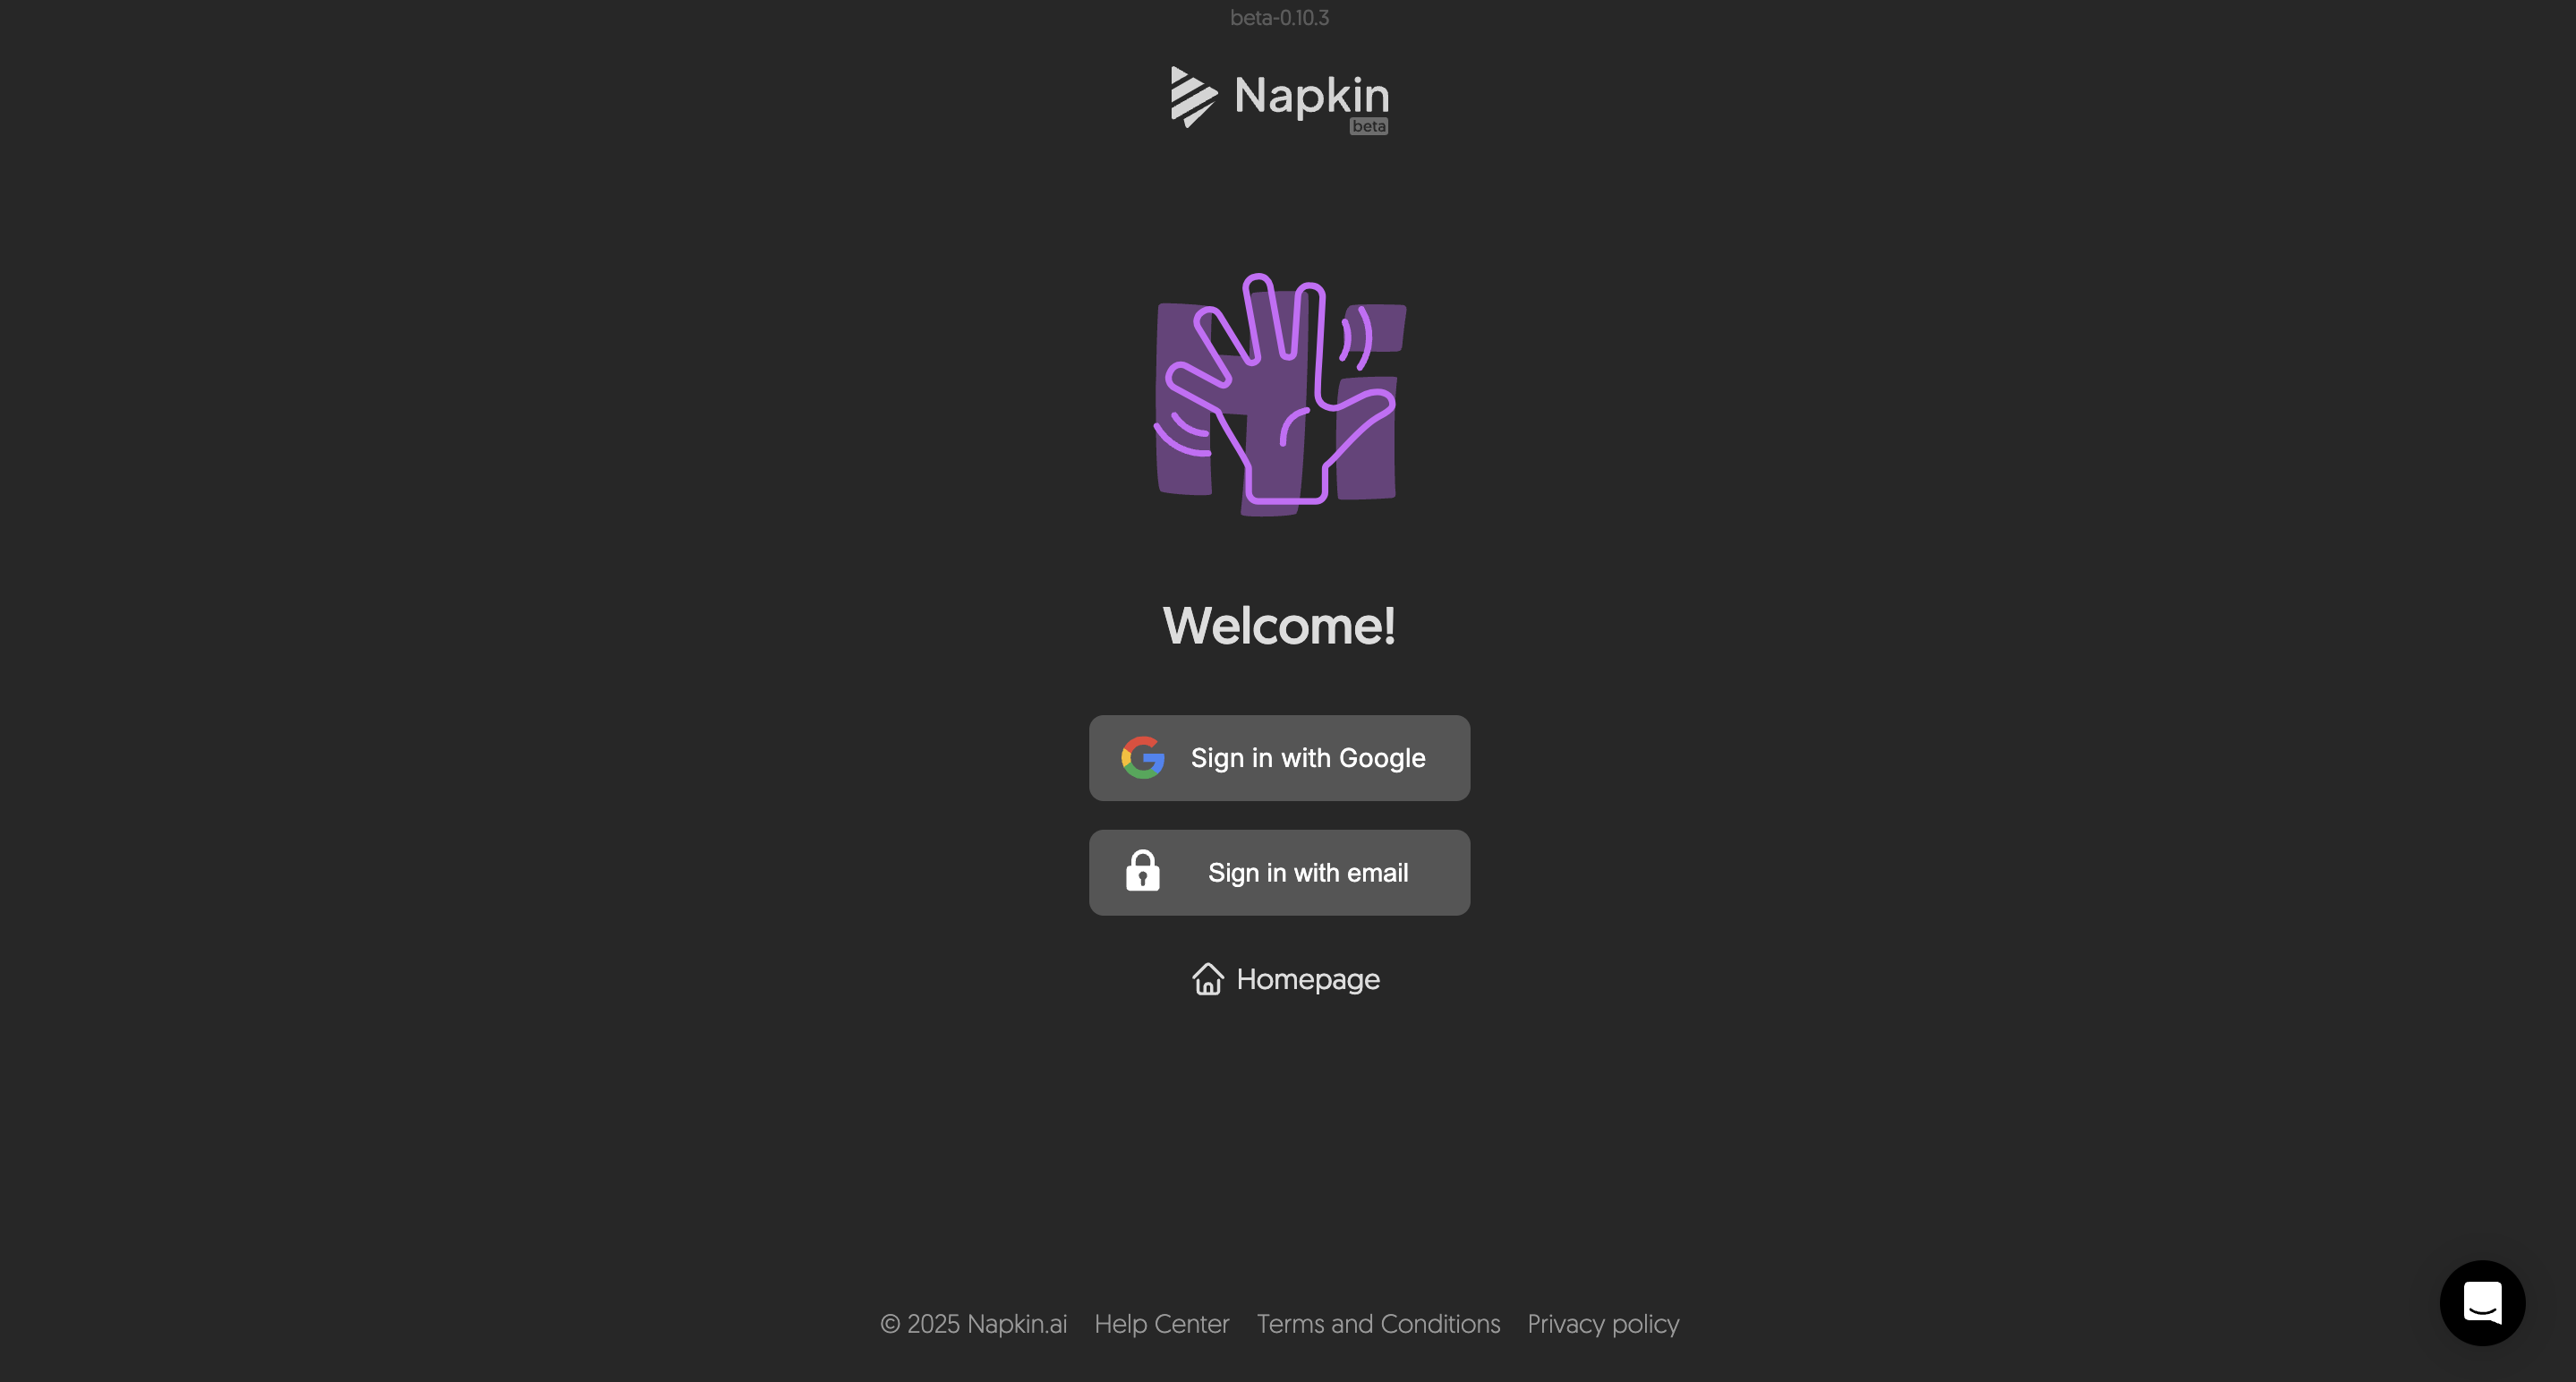 beta-0.10.3
Napkin
beta
Hi
Welcome!
Sign in with Google
Sign in with email
Homepage
© 2025 Napkin.ai Help Center Terms and Conditions Privacy policy